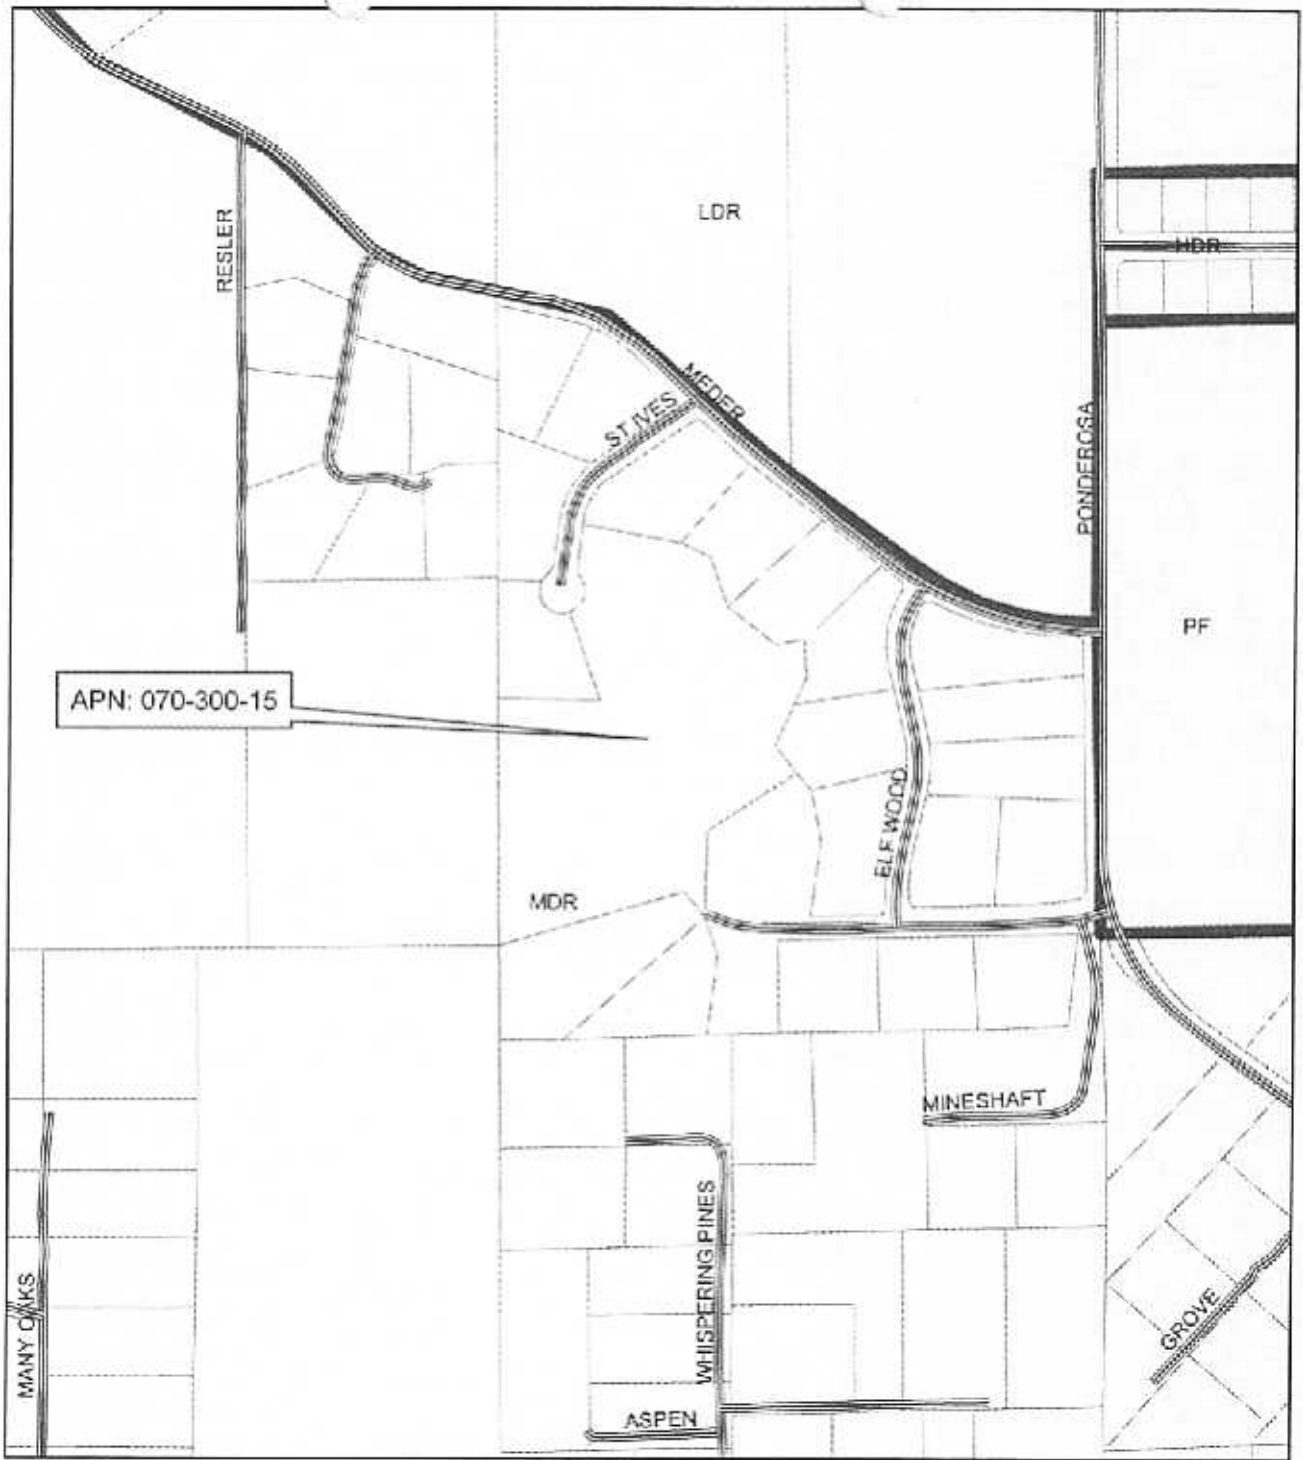 LDR
RESLER
HDR
MEDER
ST. IVES
PONDEROSA
PF
APN: 070-300-15
ELF WOOD
MDR
MINESHAFT
WHISPERING PINES
MANY OAKS
GROVE
ASPEN